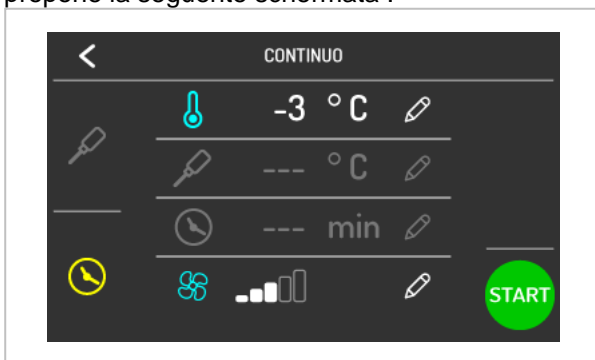 propone la seguente schermata :
CONTINUO
-3 °C
--- °C
--- min
START